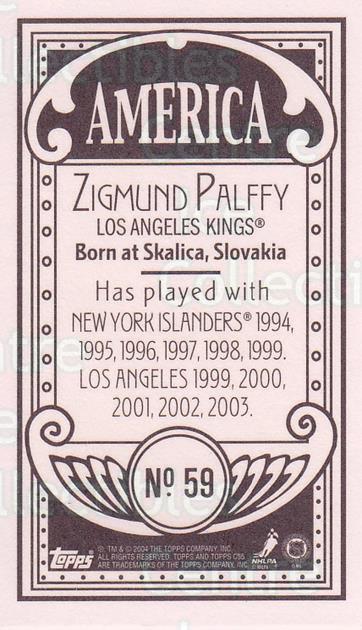 AMERICA
ZIGMUND PALFFY
LOS ANGELES KINGS®
Born at Skalica, Slovakia
Has played with
NEW YORK ISLANDERS® 1994,
1995, 1996, 1997, 1998, 1999.
LOS ANGELES 1999, 2000,
2001, 2002, 2003.
Nº 59
topps
®, TM & © 2004 THE TOPPS COMPANY, INC.
ALL RIGHTS RESERVED. TOPPS AND TOPPS C55
ARE TRADEMARKS OF THE TOPPS COMPANY, INC.
NHLPA
Collectibles
Centre